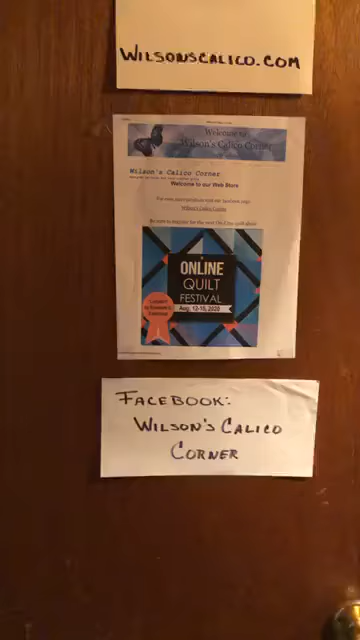 WILSONSCALICO.COM
Welcome to
Wilson's Calico Corner
Wilson's Calico Corner
Welcome to our Web Store
Wilson's Calico Corner
ONLINE
QUILT
FESTIVAL
Aug. 12-15, 2020
FACEBOOK:
WILSON'S CALICO
CORNER